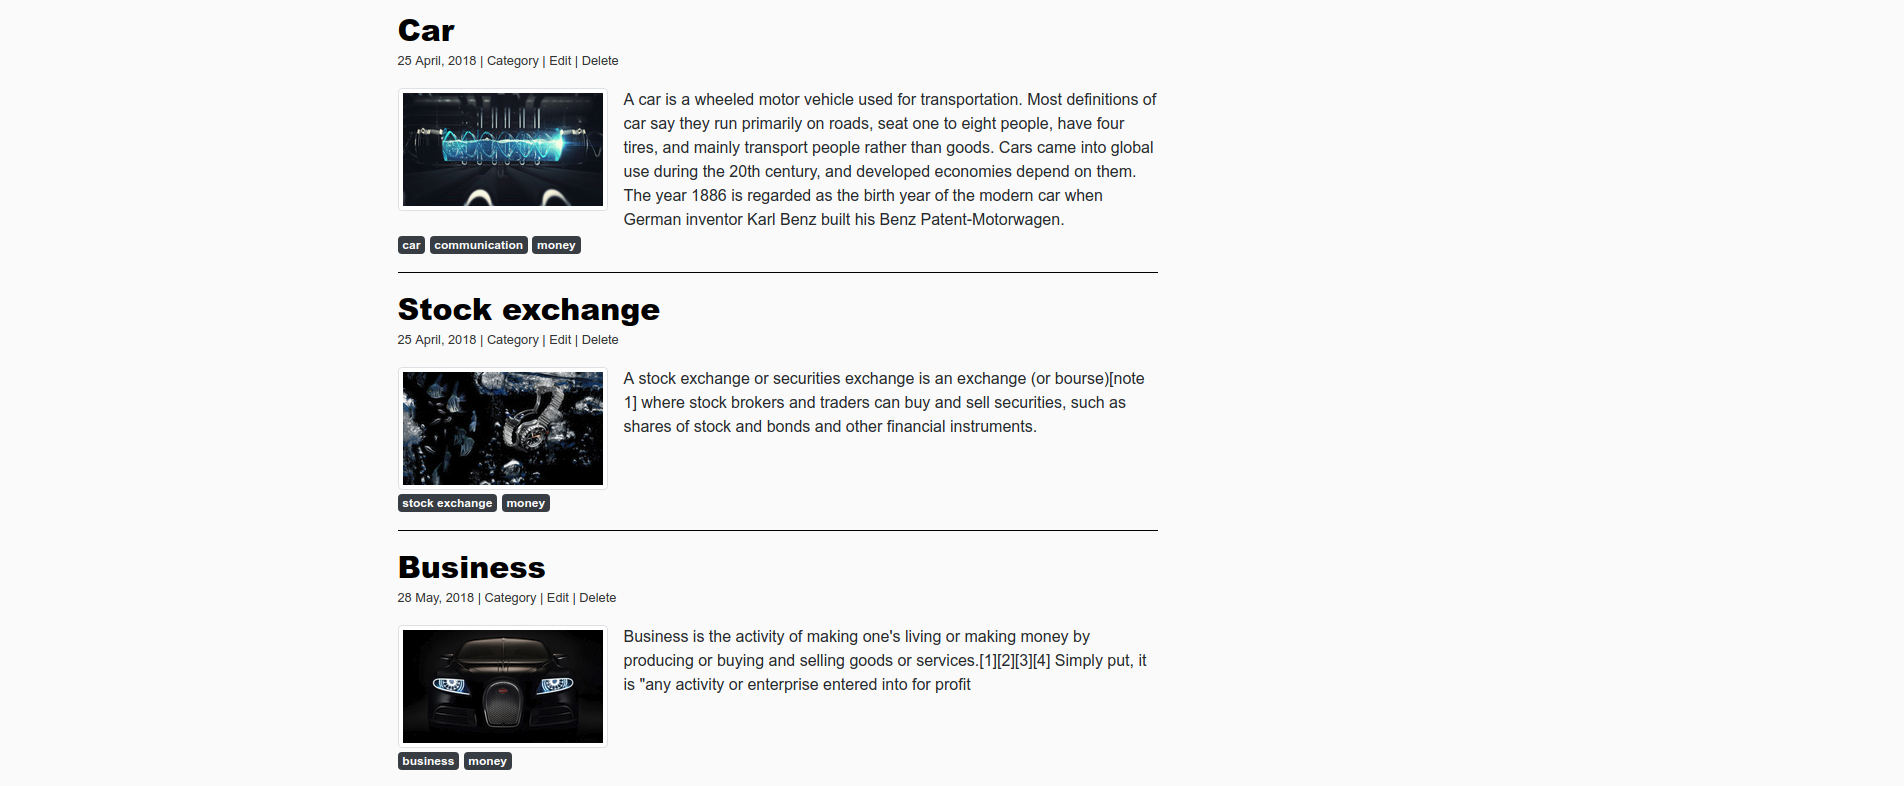 Car
25 April, 2018 | Category | Edit | Delete
A car is a wheeled motor vehicle used for transportation. Most definitions of
car say they run primarily on roads, seat one to eight people, have four
tires, and mainly transport people rather than goods. Cars came into global
use during the 20th century, and developed economies depend on them.
The year 1886 is regarded as the birth year of the modern car when
German inventor Karl Benz built his Benz Patent-Motorwagen.
car communication money
Stock exchange
25 April, 2018 | Category | Edit | Delete
A stock exchange or securities exchange is an exchange (or bourse)[note
1] where stock brokers and traders can buy and sell securities, such as
shares of stock and bonds and other financial instruments.
stock exchange money
Business
28 May, 2018 | Category | Edit | Delete
Business is the activity of making one's living or making money by
producing or buying and selling goods or services.[1][2][3][4] Simply put, it
is "any activity or enterprise entered into for profit
business money